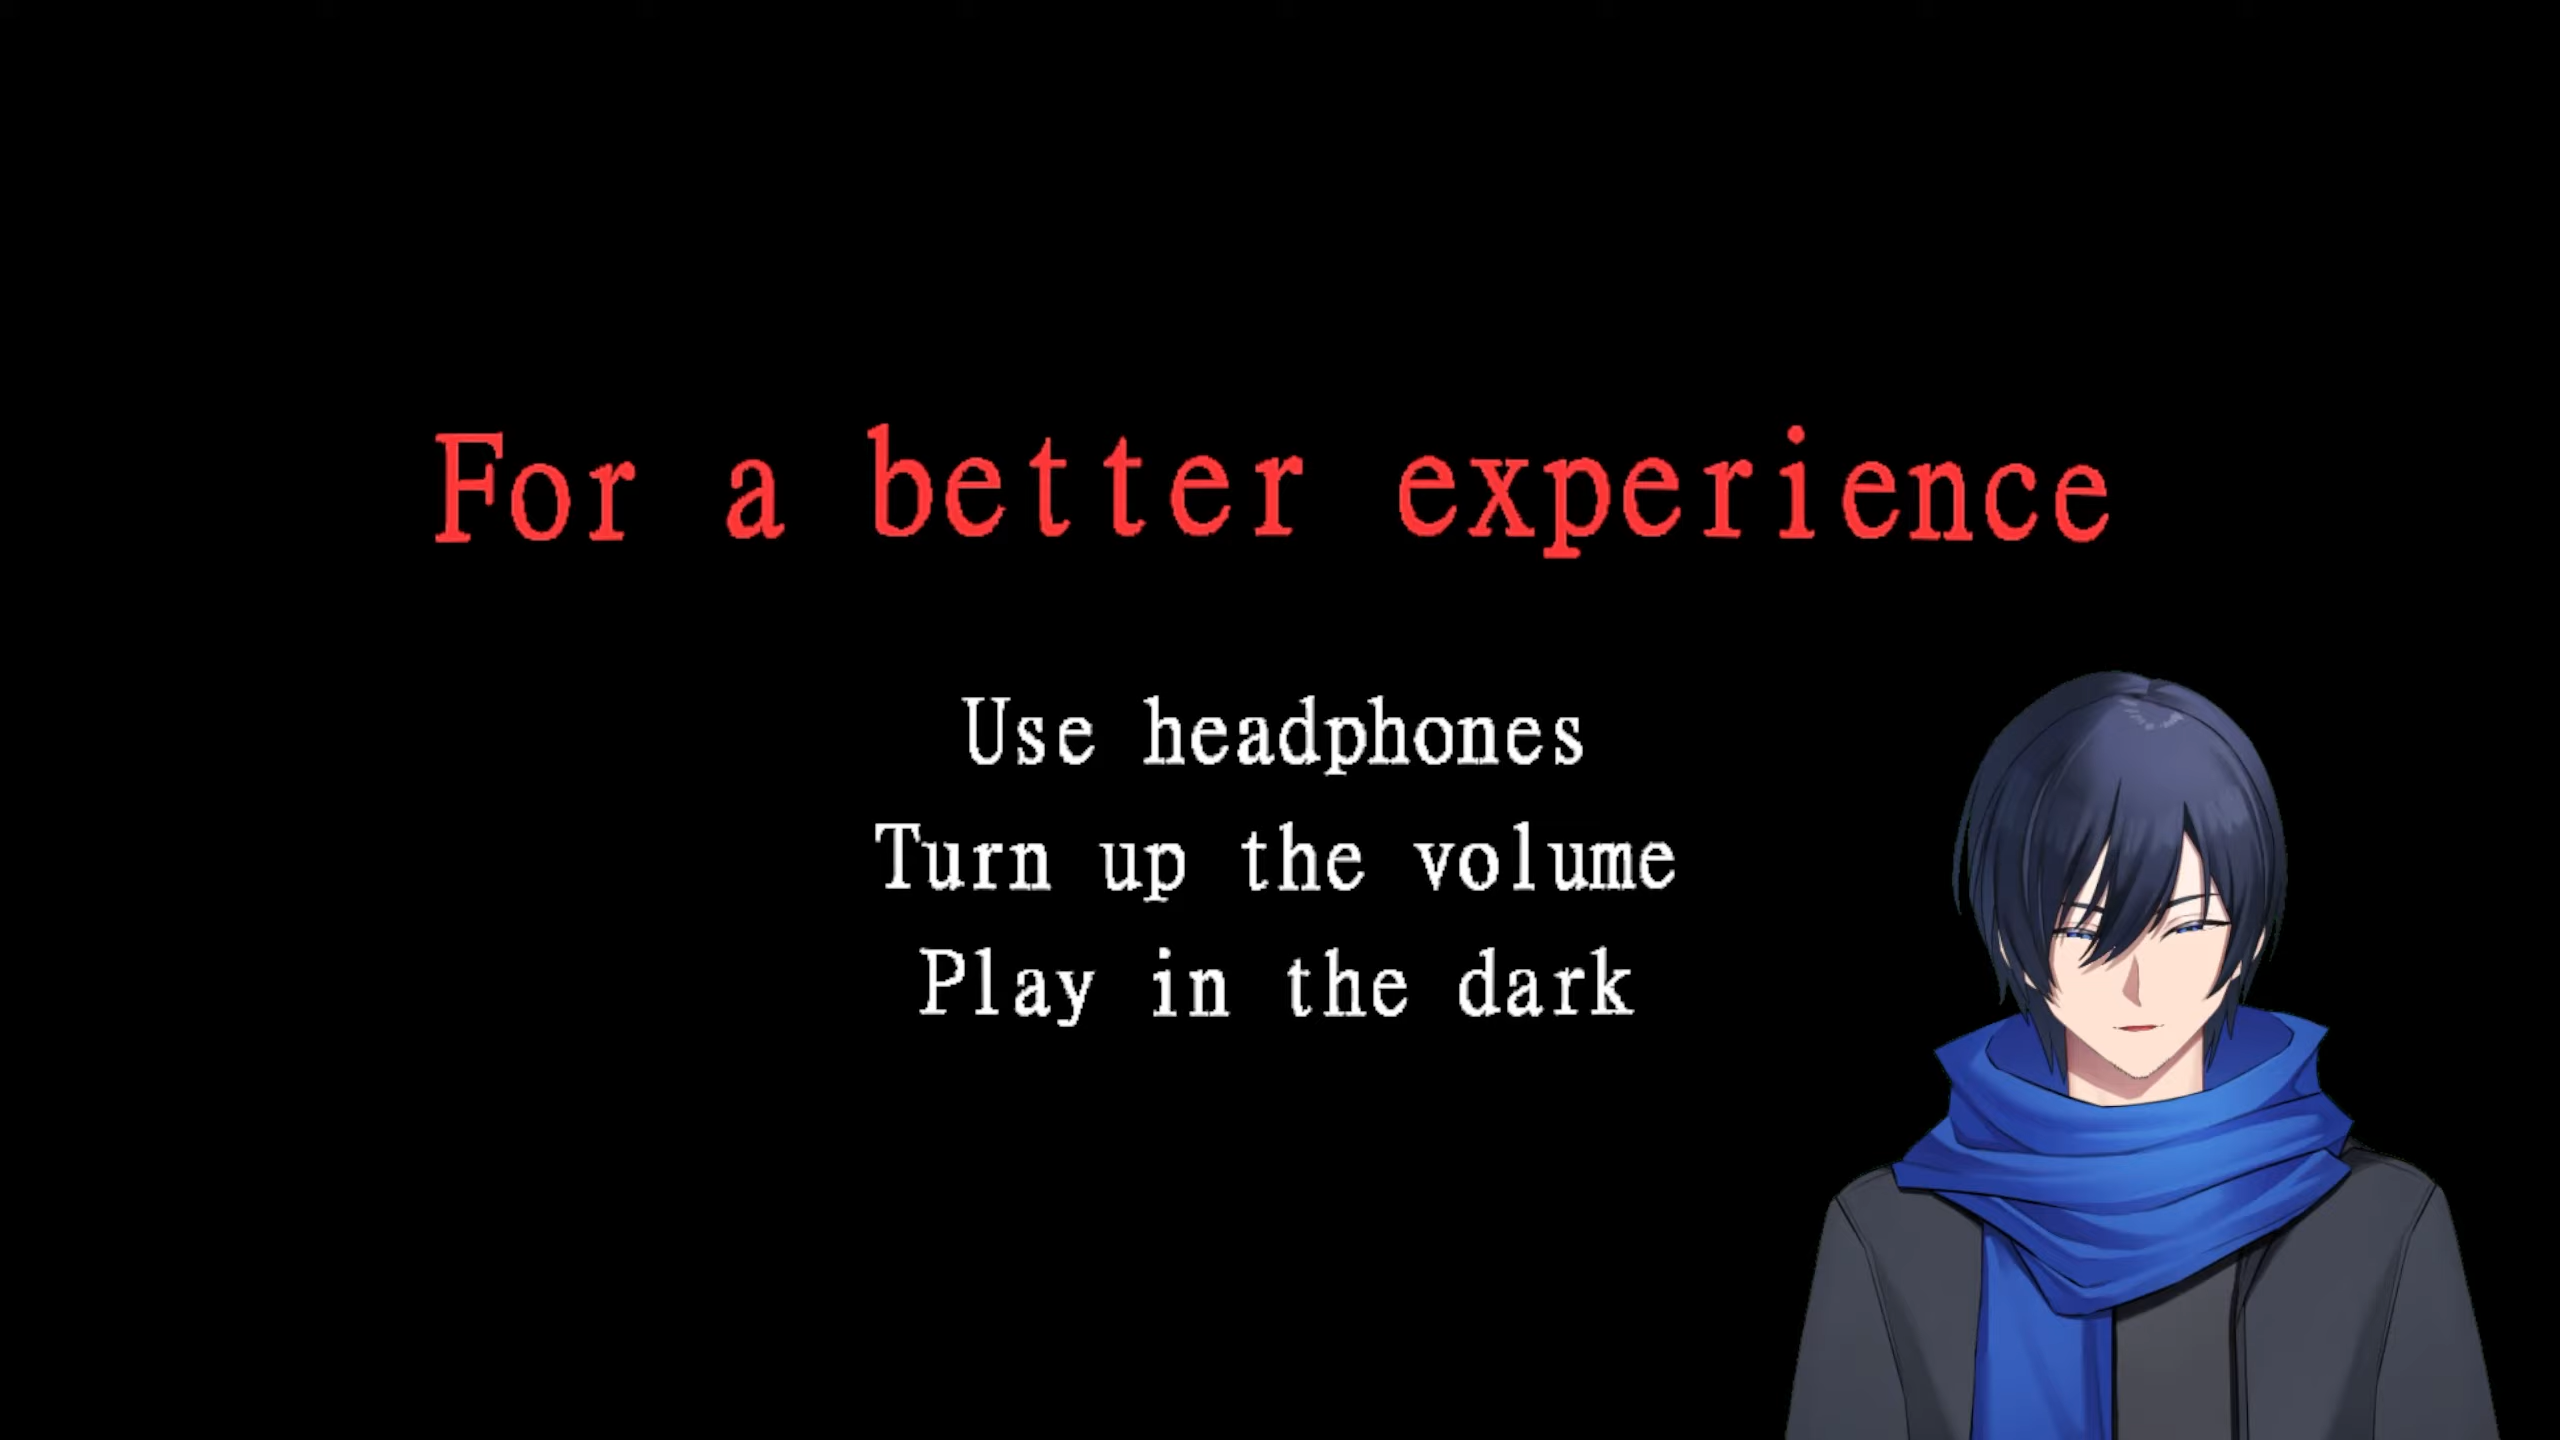 For a better experience
Use headphones
Turn up the volume
Play in the dark